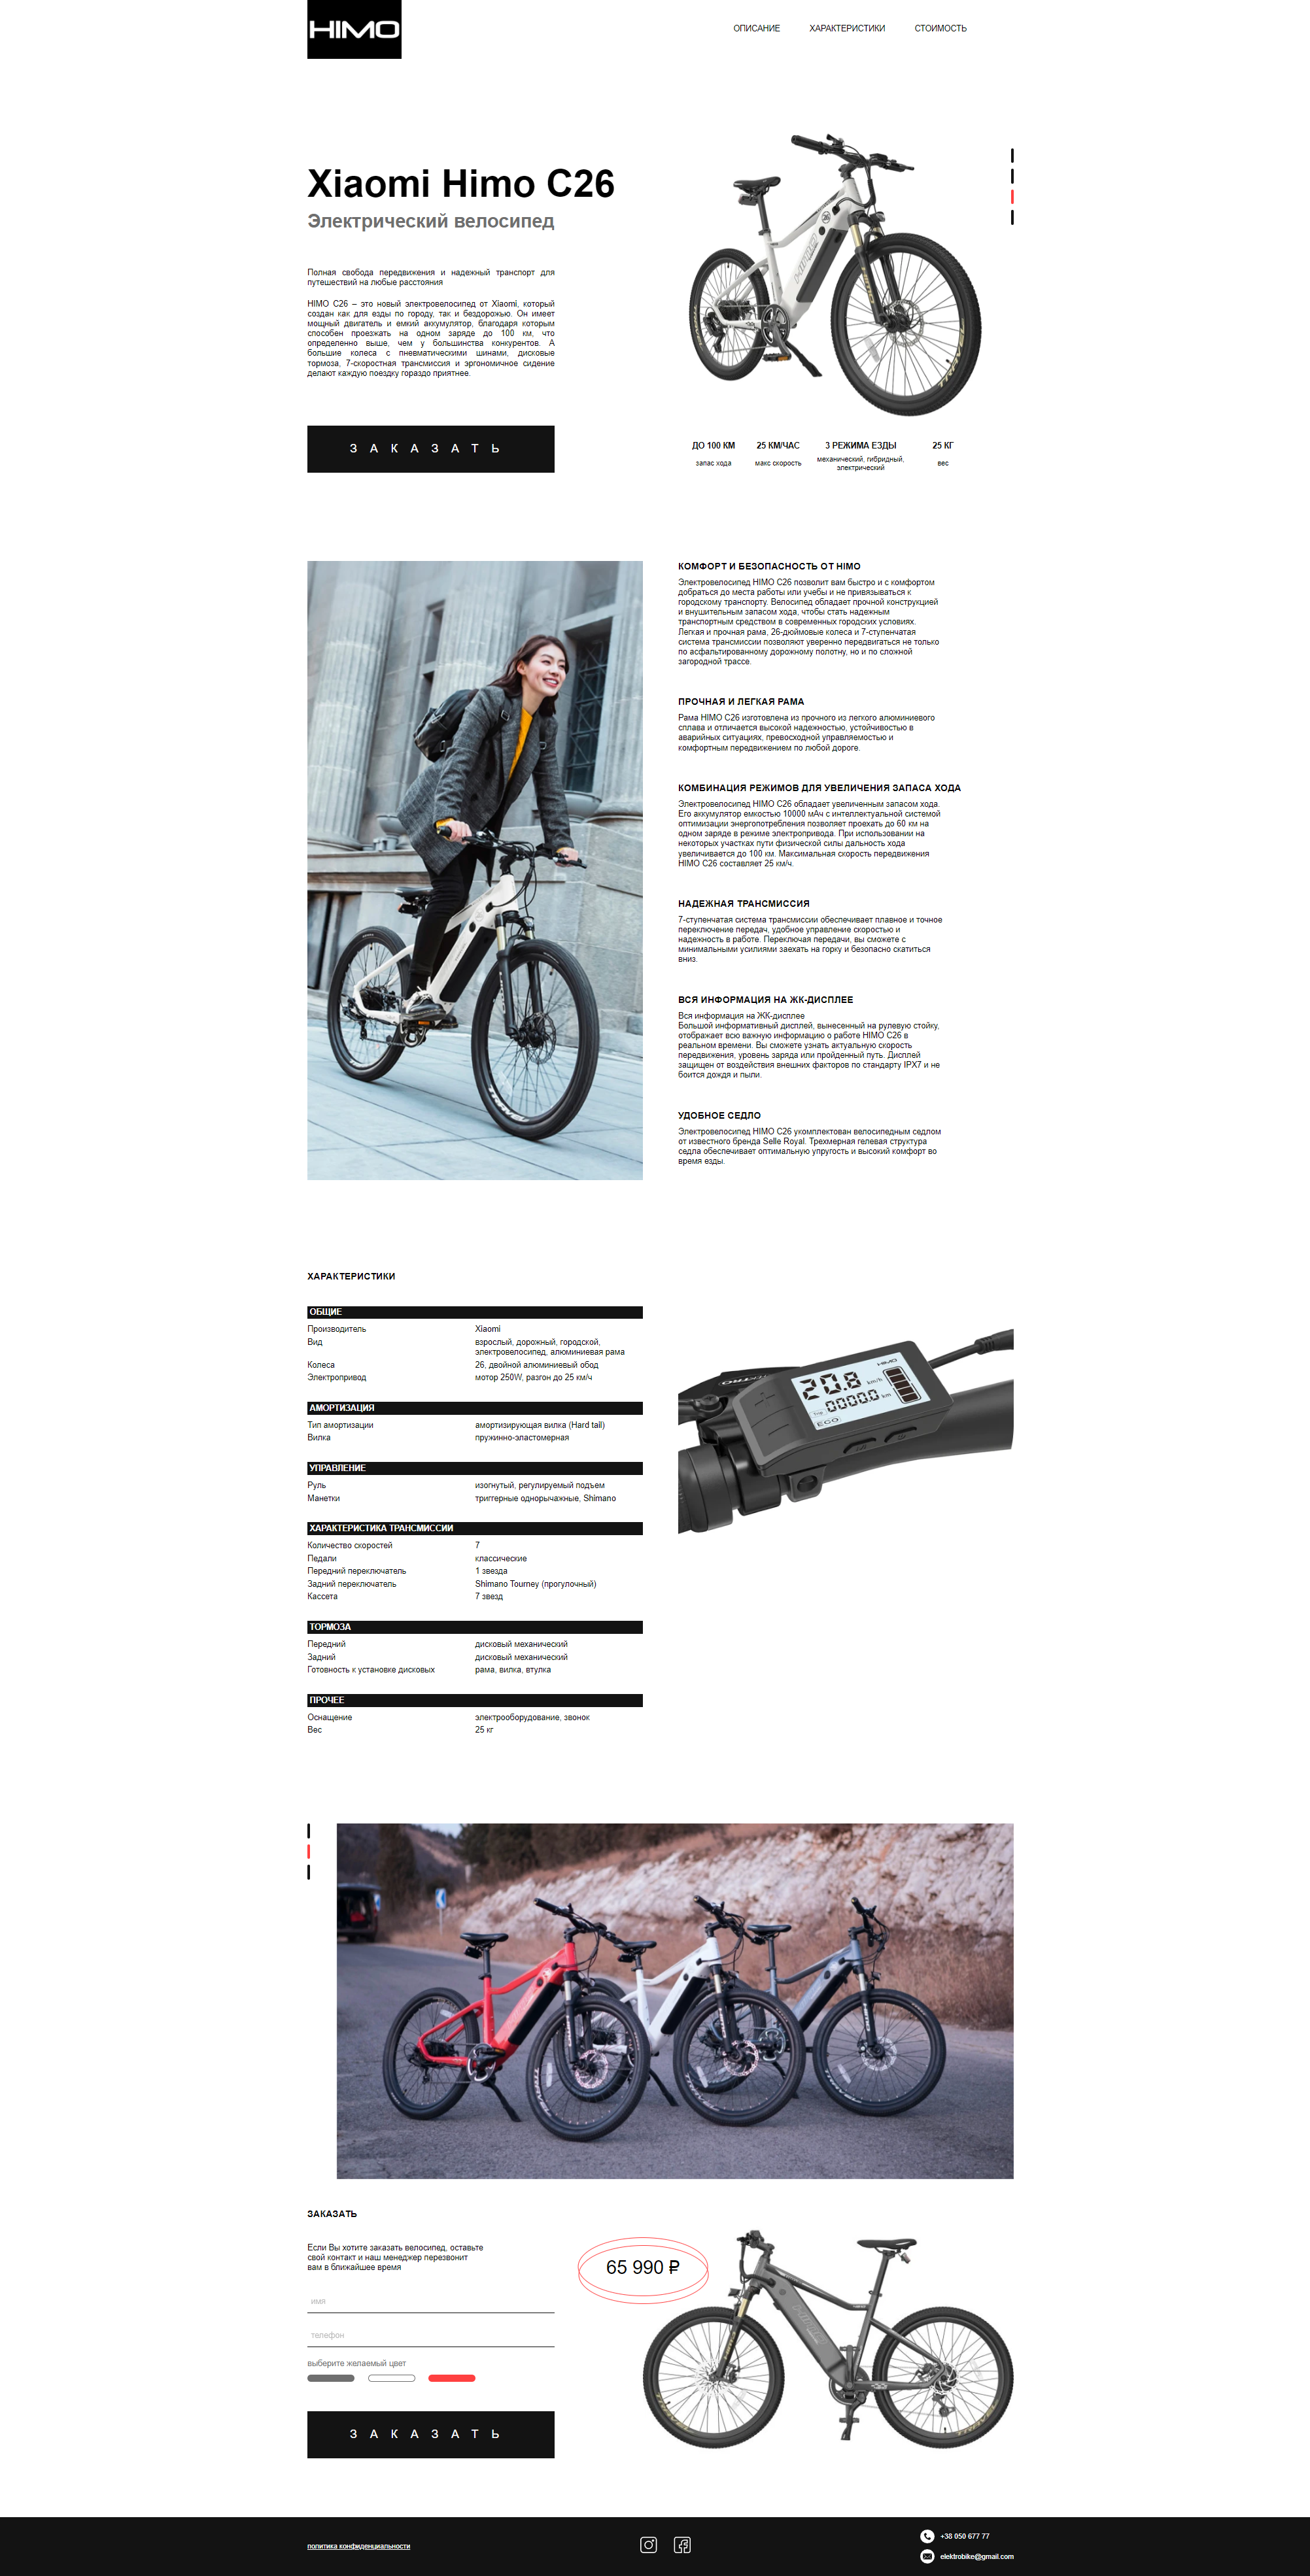 HIMO
ОПИСАНИЕ ХАРАКТЕРИСТИКИ СТОИМОСТЬ
Xiaomi Himo C26
Электрический велосипед
Полная свобода передвижения и надежный транспорт для
путешествий на любые расстояния
HIMO C26 – это новый электровелосипед от Xiaomi, который
создан как для езды по городу, так и бездорожью. Он имеет
мощный двигатель и емкий аккумулятор, благодаря которым
способен проезжать на одном заряде до 100 км, что
определенно выше, чем у большинства конкурентов. А
большие колеса с пневматическими шинами, дисковые
тормоза, 7-скоростная трансмиссия и эргономичное сидение
делают каждую поездку гораздо приятнее.
ЗАКАЗАТЬ
ДО 100 КМ
запас хода
25 КМ/ЧАС
макс скорость
3 РЕЖИМА ЕЗДЫ
механический, гибридный,
электрический
25 КГ
вес
КОМФОРТ И БЕЗОПАСНОСТЬ ОТ HIMO
Электровелосипед HIMO C26 позволит вам быстро и с комфортом
добраться до места работы или учебы и не привязываться к
городскому транспорту. Велосипед обладает прочной конструкцией
и внушительным запасом хода, чтобы стать надежным
транспортным средством в современных городских условиях.
Легкая и прочная рама, 26-дюймовые колеса и 7-ступенчатая
система трансмиссии позволяют уверенно передвигаться не только
по асфальтированному дорожному полотну, но и по сложной
загородной трассе.
ПРОЧНАЯ И ЛЕГКАЯ РАМА
Рама HIMO C26 изготовлена из прочного из легкого алюминиевого
сплава и отличается высокой надежностью, устойчивостью в
аварийных ситуациях, превосходной управляемостью и
комфортным передвижением по любой дороге.
КОМБИНАЦИЯ РЕЖИМОВ ДЛЯ УВЕЛИЧЕНИЯ ЗАПАСА ХОДА
Электровелосипед HIMO C26 обладает увеличенным запасом хода.
Его аккумулятор емкостью 10000 мАч с интеллектуальной системой
оптимизации энергопотребления позволяет проехать до 60 км на
одном заряде в режиме электропривода. При использовании на
некоторых участках пути физической силы дальность хода
увеличивается до 100 км. Максимальная скорость передвижения
HIMO C26 составляет 25 км/ч.
НАДЕЖНАЯ ТРАНСМИССИЯ
7-ступенчатая система трансмиссии обеспечивает плавное и точное
переключение передач, удобное управление скоростью и
надежность в работе. Переключая передачи, вы сможете с
минимальными усилиями заехать на горку и безопасно скатиться
вниз.
ВСЯ ИНФОРМАЦИЯ НА ЖК-ДИСПЛЕЕ
Вся информация на ЖК-дисплее
Большой информативный дисплей, вынесенный на рулевую стойку,
отображает всю важную информацию о работе HIMO C26 в
реальном времени. Вы сможете узнать актуальную скорость
передвижения, уровень заряда или пройденный путь. Дисплей
защищен от воздействия внешних факторов по стандарту IPX7 и не
боится дождя и пыли.
УДОБНОЕ СЕДЛО
Электровелосипед HIMO C26 укомплектован велосипедным седлом
от известного бренда Selle Royal. Трехмерная гелевая структура
седла обеспечивает оптимальную упругость и высокий комфорт во
время езды.
TRAVEL
ХАРАКТЕРИСТИКИ
ОБЩИЕ
Производитель Xiaomi
Вид взрослый, дорожный, городской,
электровелосипед, алюминиевая рама
Колеса 26, двойной алюминиевый обод
Электропривод мотор 250W, разгон до 25 км/ч
АМОРТИЗАЦИЯ
Тип амортизации амортизирующая вилка (Hard tail)
Вилка пружинно-эластомерная
УПРАВЛЕНИЕ
Руль изогнутый, регулируемый подъем
Манетки триггерные однорычажные, Shimano
ХАРАКТЕРИСТИКА ТРАНСМИССИИ
Количество скоростей 7
Педали классические
Передний переключатель 1 звезда
Задний переключатель Shimano Tourney (прогулочный)
Кассета 7 звезд
ТОРМОЗА
Передний дисковый механический
Задний дисковый механический
Готовность к установке дисковых рама, вилка, втулка
ПРОЧЕЕ
Оснащение электрооборудование, звонок
Вес 25 кг
HIMO
20.8 km/h
Trip 0000.0 km
ECO
ЗАКАЗАТЬ
Если Вы хотите заказать велосипед, оставьте
свой контакт и наш менеджер перезвонит
вам в ближайшее время
имя
телефон
выберите желаемый цвет
ЗАКАЗАТЬ
65 990 ₽
политика конфиденциальности
+38 050 677 77
elektrobike@gmail.com